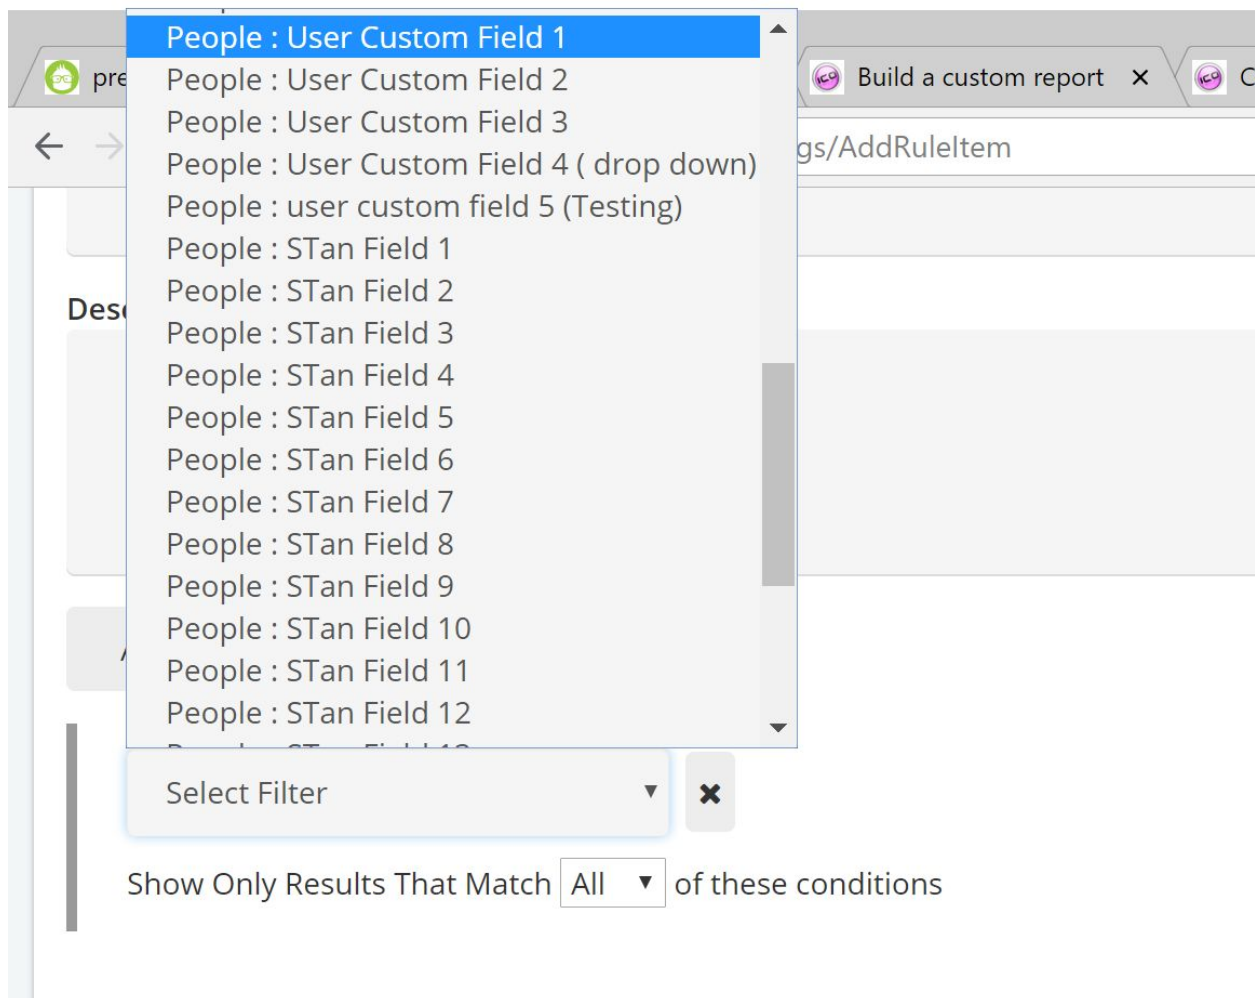 People : User Custom Field 1
pre
Build a custom report
C
People : User Custom Field 2
People : User Custom Field 3
gs/AddRuleItem
People : User Custom Field 4 ( drop down)
People : user custom field 5 (Testing)
People : STan Field 1
People : STan Field 2
Des
People : STan Field 3
People : STan Field 4
People : STan Field 5
People : STan Field 6
People : STan Field 7
People : STan Field 8
People : STan Field 9
People : STan Field 10
People : STan Field 11
People : STan Field 12
Select Filter
Show Only Results That Match All of these conditions